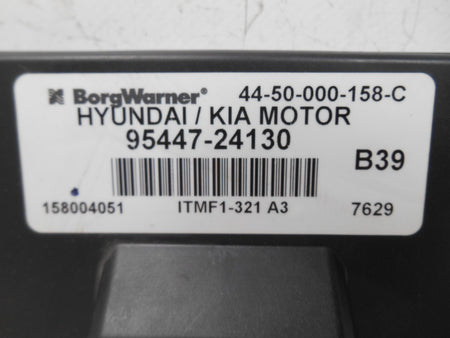 BorgWarner® 44-50-000-158-C
HYUNDAI / KIA MOTOR
95447-24130
B39
158004051 ITMF1-321 A3 7629